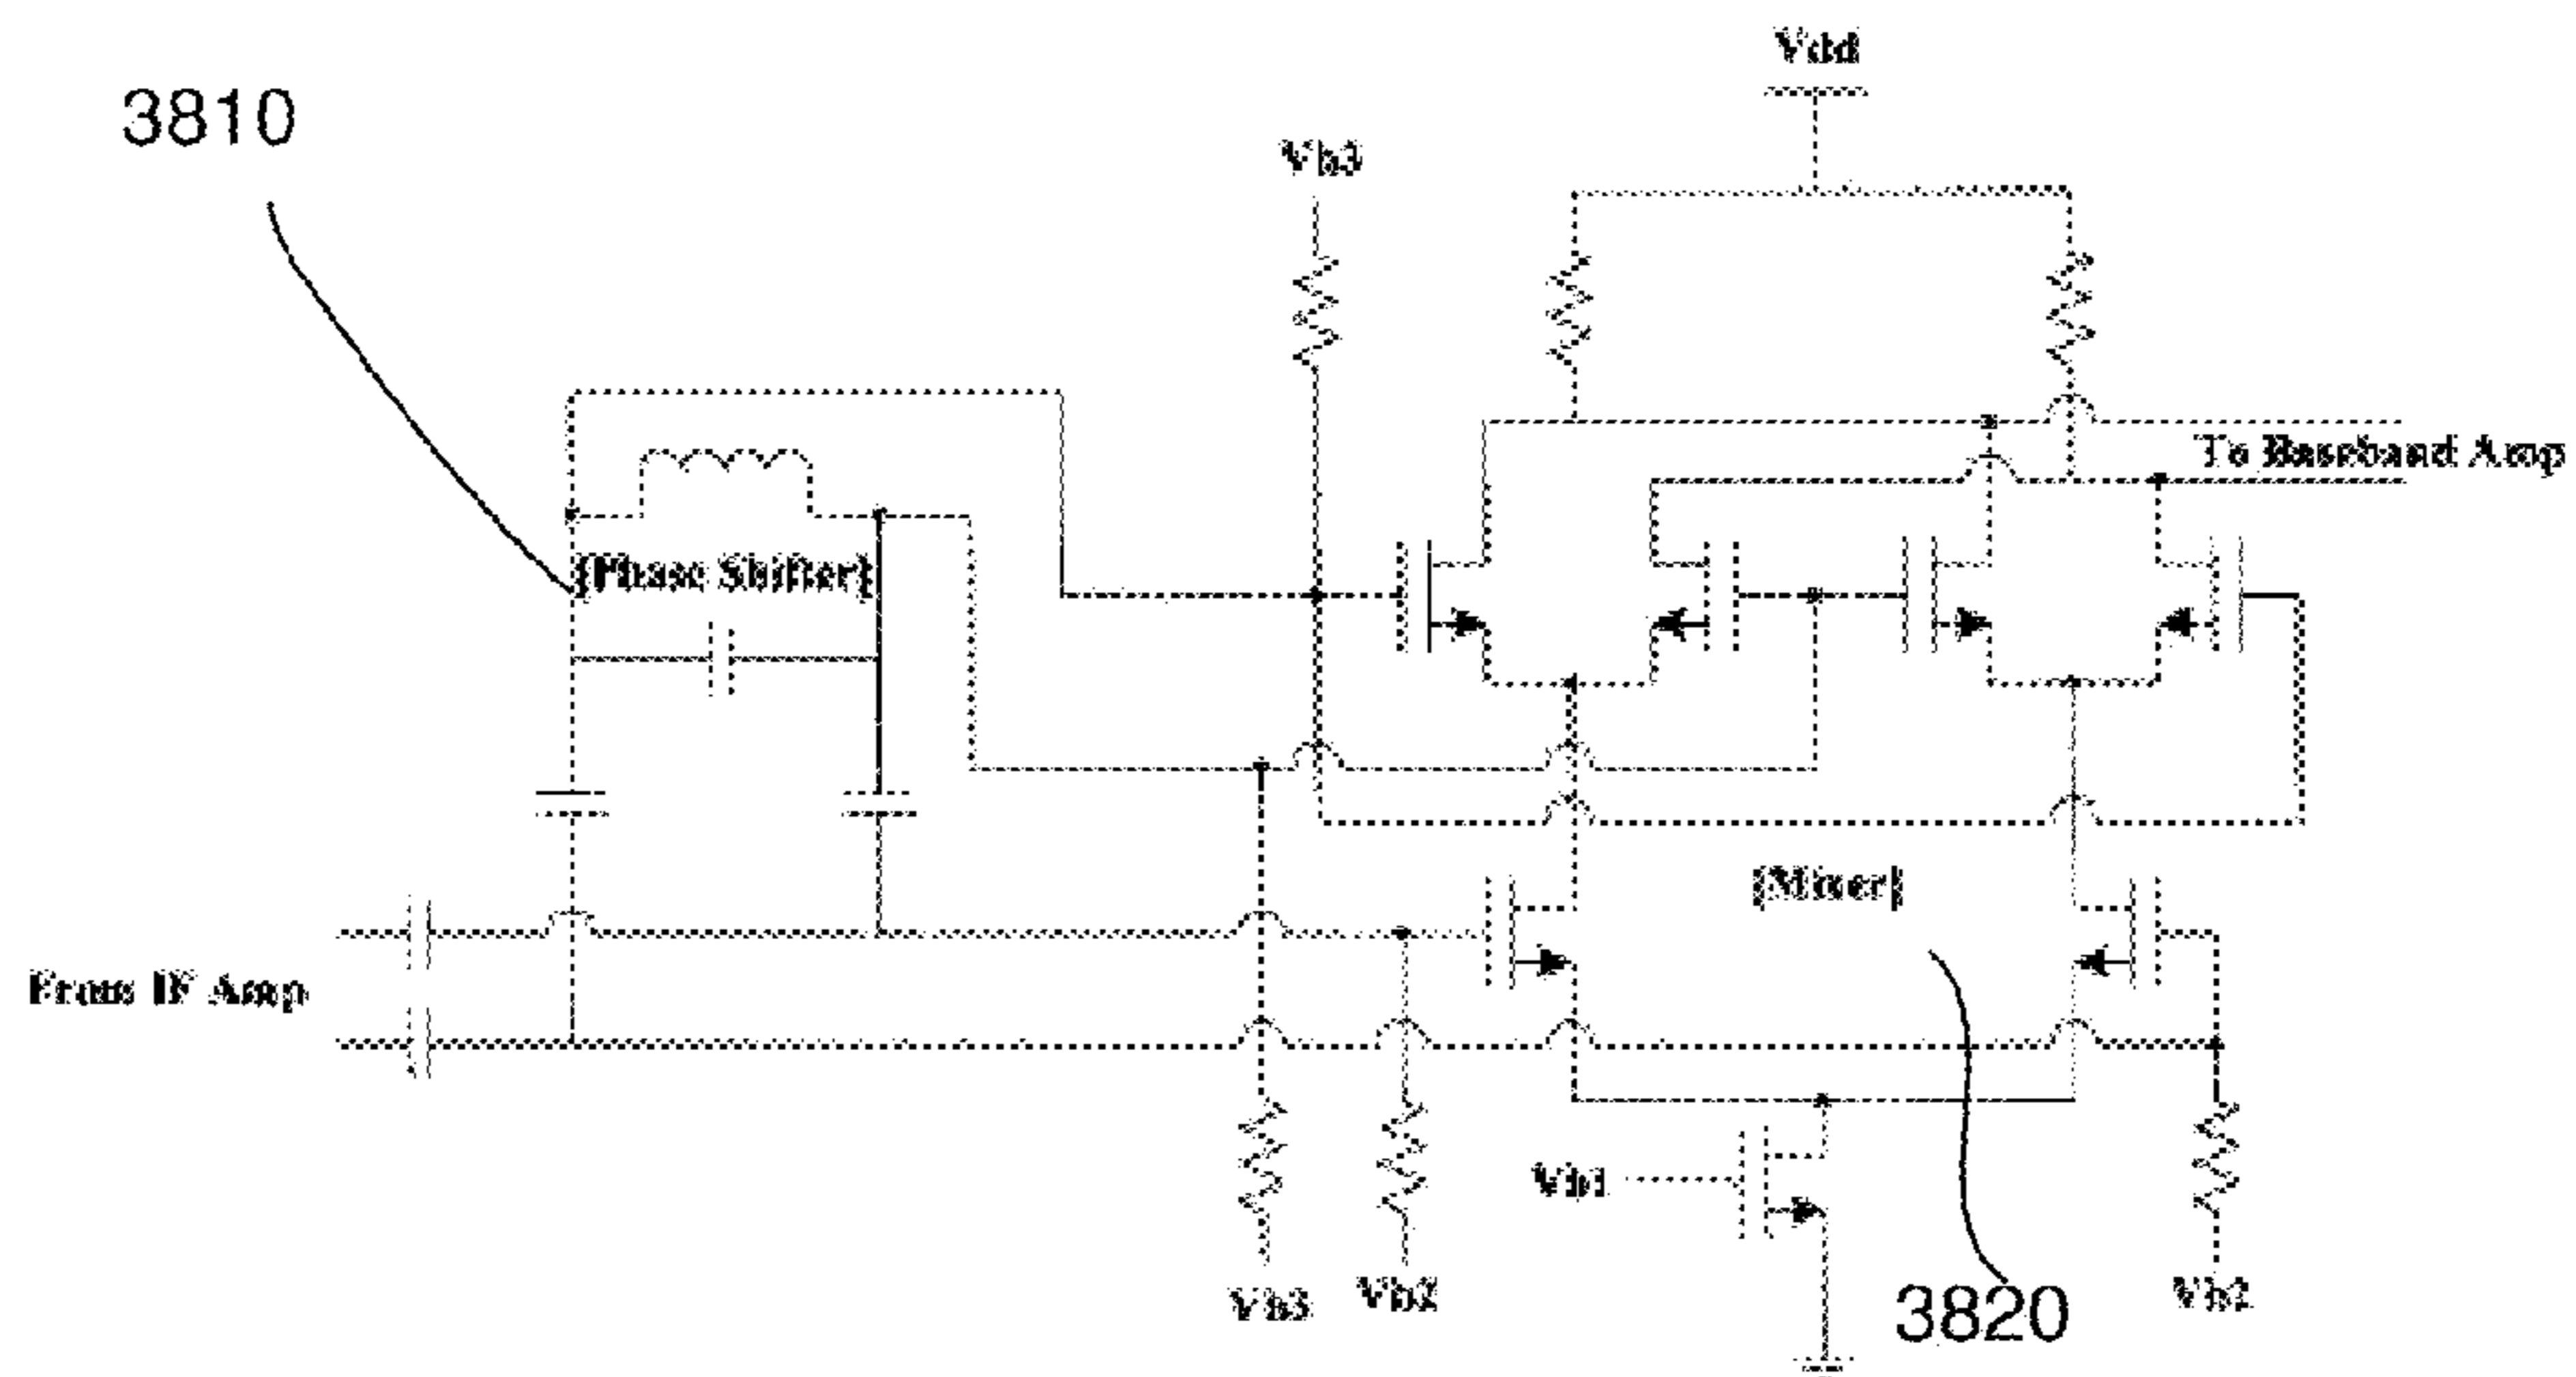 Vdd
3810
Vb3
To Baseband Amp
[Phase Shifter]
[Mixer]
From IF Amp
Vb1
Vb3
Vb2
Vb2
3820